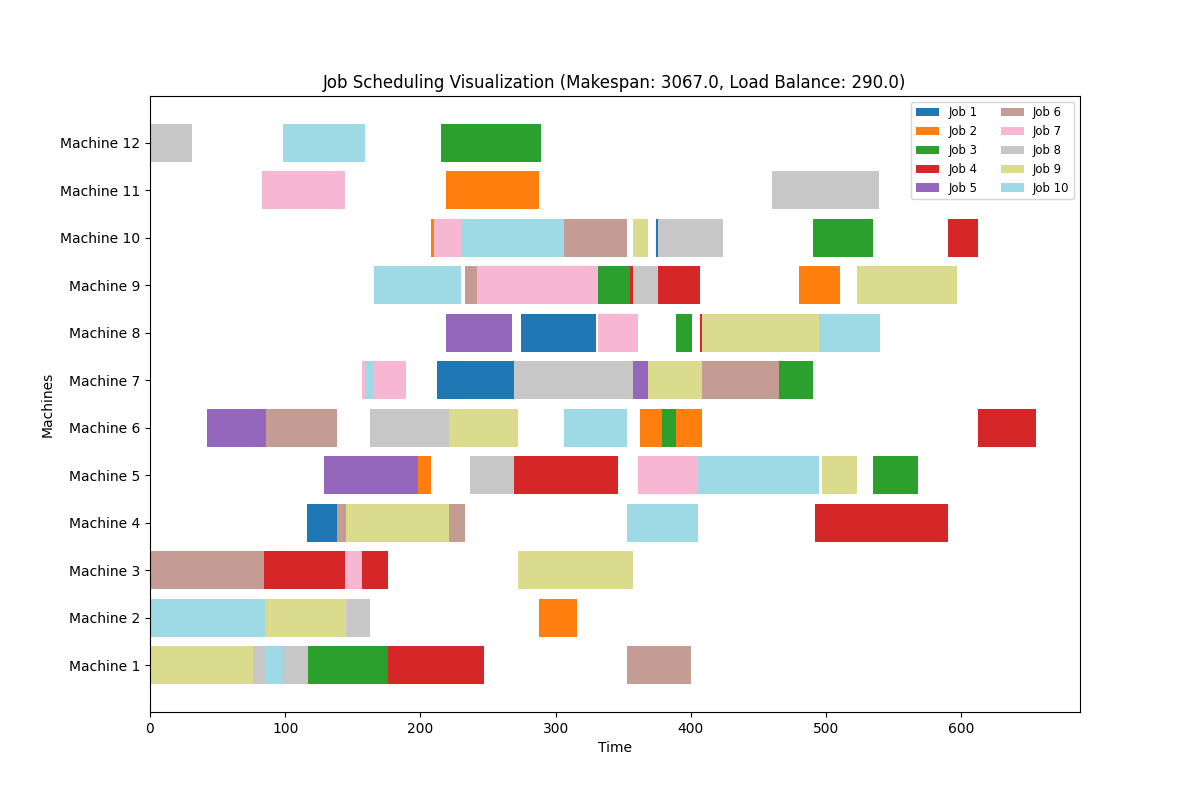 Job Scheduling Visualization (Makespan: 3067.0, Load Balance: 290.0)
Job 1
Job 2
Job 3
Job 4
Job 5
Job 6
Job 7
Job 8
Job 9
Job 10
Machines
Machine 12
Machine 11
Machine 10
Machine 9
Machine 8
Machine 7
Machine 6
Machine 5
Machine 4
Machine 3
Machine 2
Machine 1
0 100 200 300 400 500 600
Time